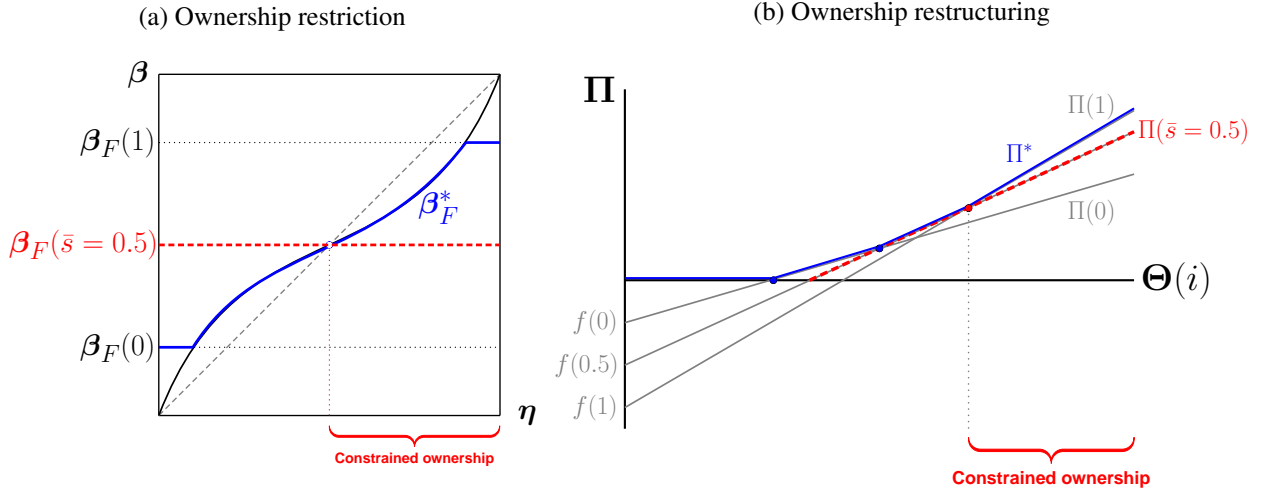 (a) Ownership restriction
β
β_F(1)
β*_F
β_F(s̄ = 0.5)
β_F(0)
η
Constrained ownership
(b) Ownership restructuring
Π
Π(1)
Π(s̄ = 0.5)
Π*
Π(0)
Θ(i)
f(0)
f(0.5)
f(1)
Constrained ownership